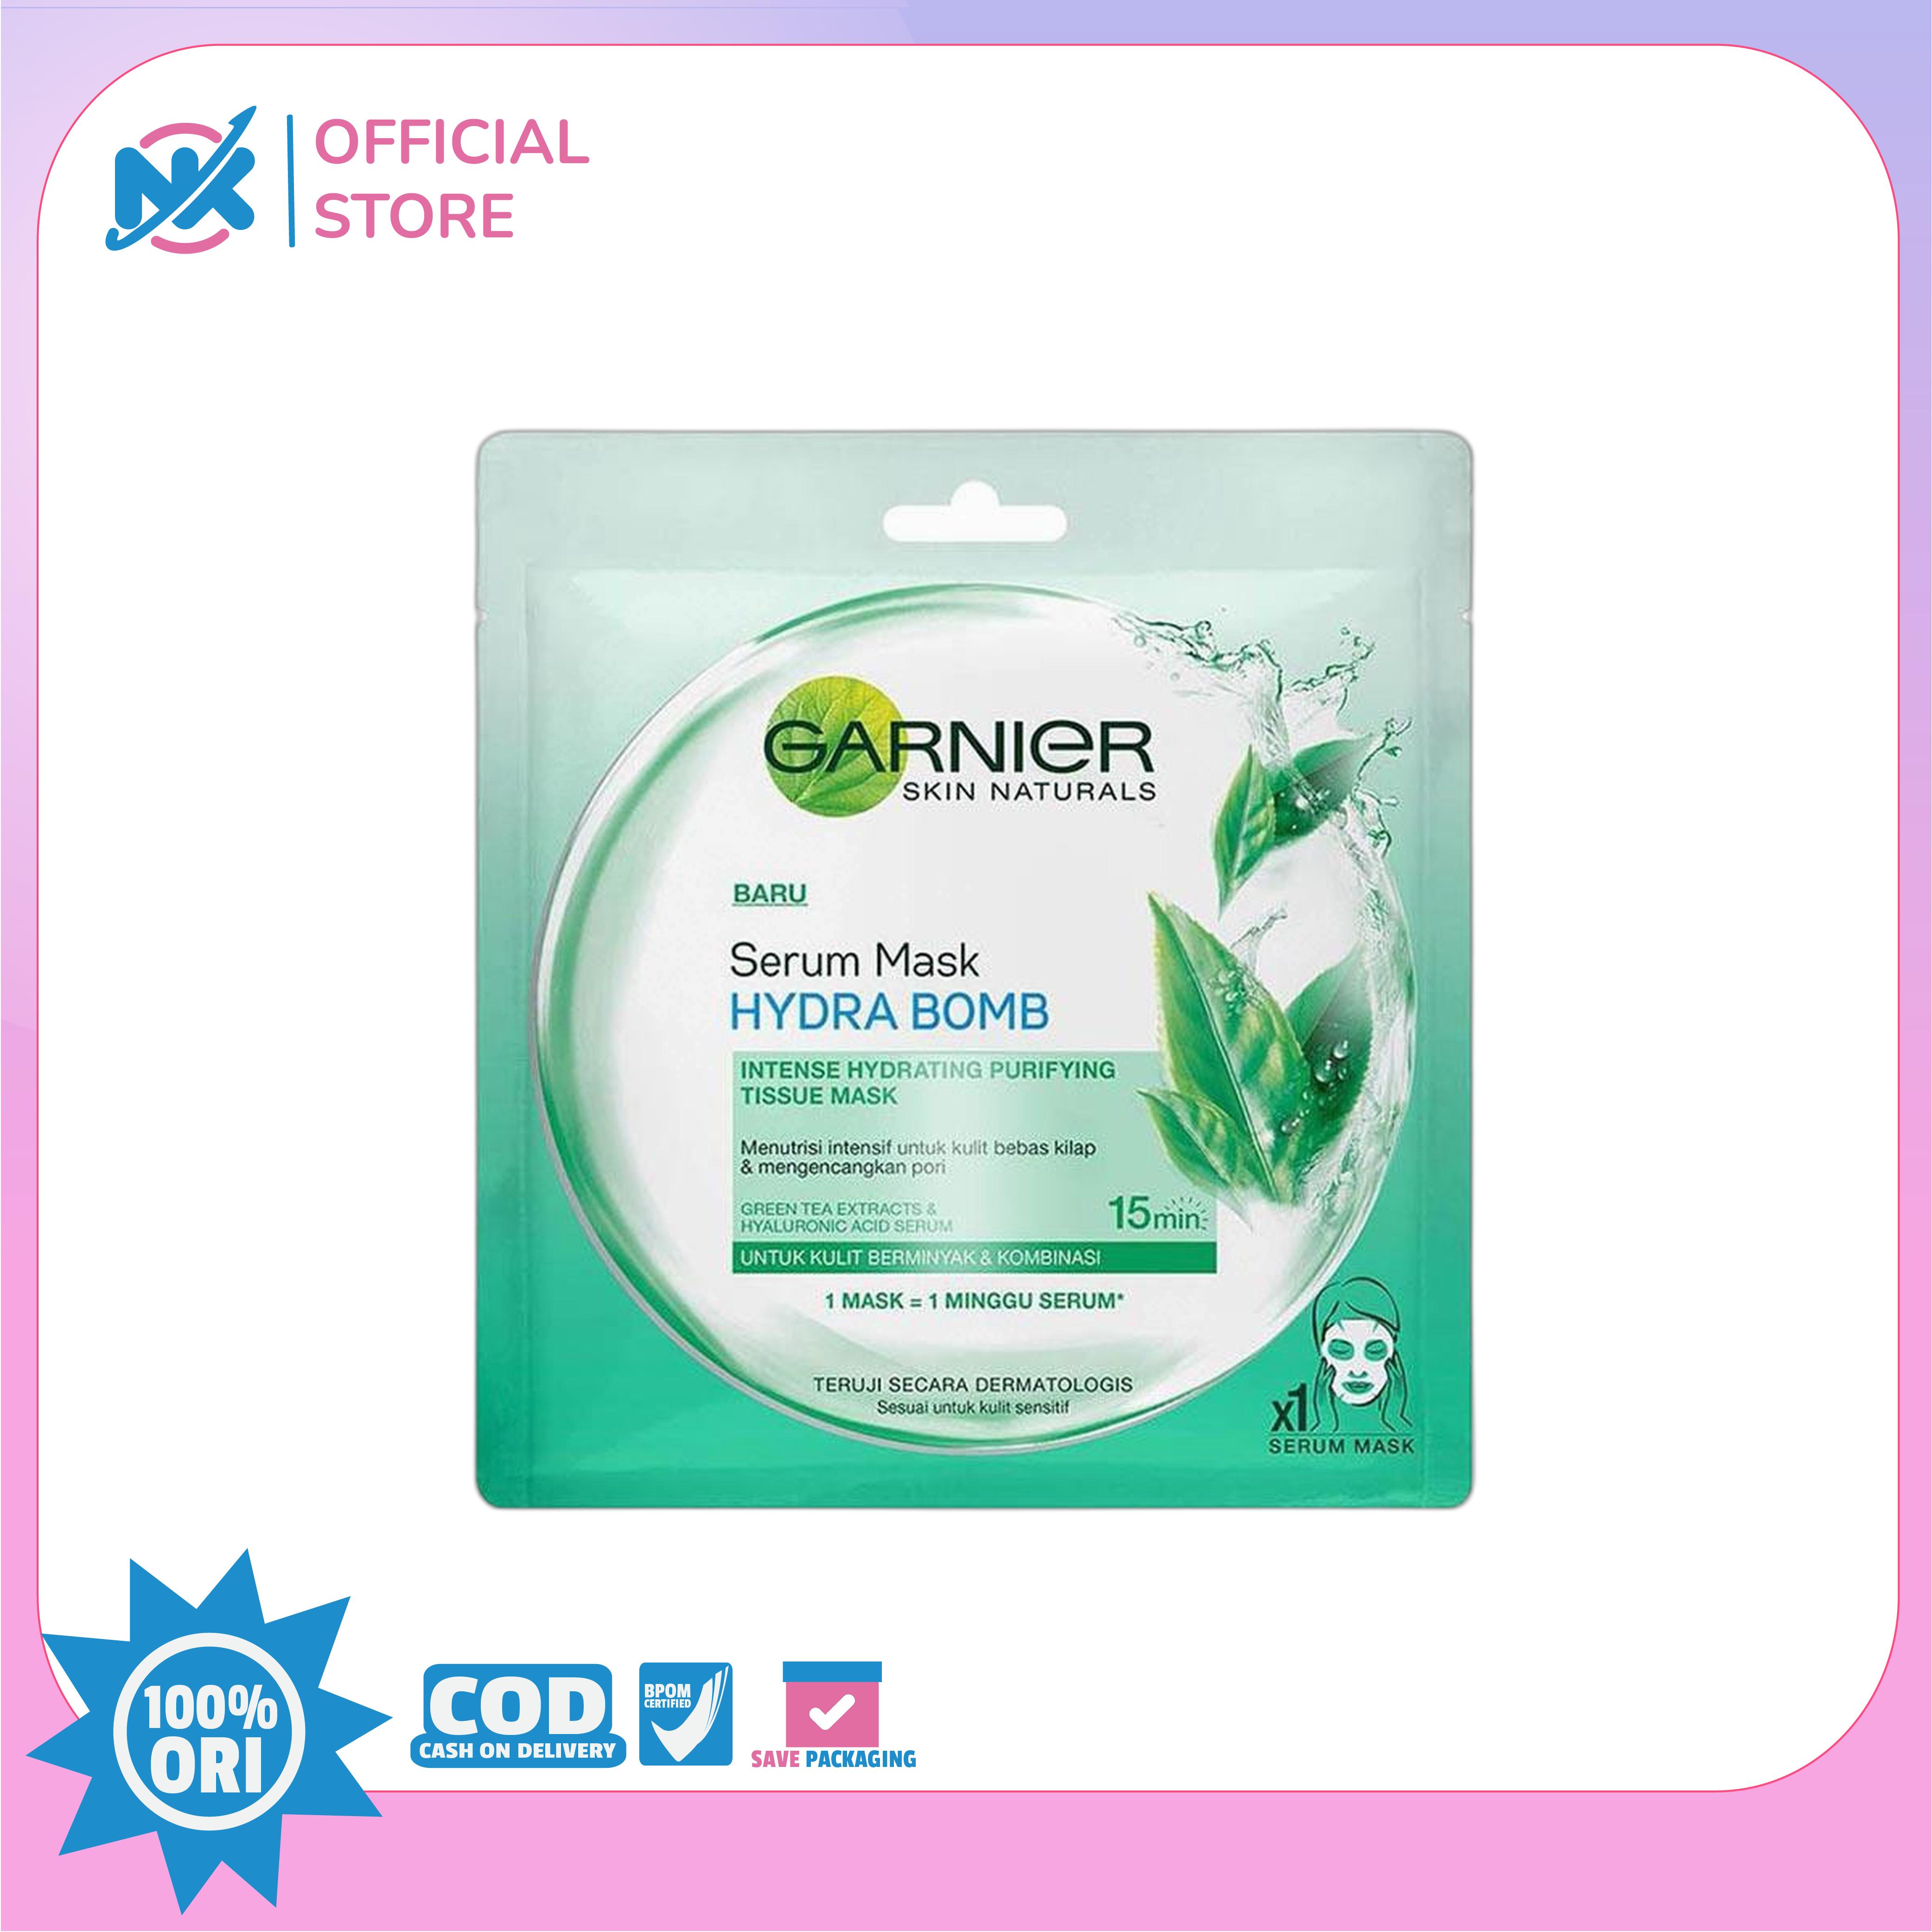 NK
OFFICIAL
STORE
GARNIER
SKIN NATURALS
BARU
Serum Mask
HYDRA BOMB
INTENSE HYDRATING PURIFYING
TISSUE MASK
Menutrisi intensif untuk kulit bebas kilap
& mengencangkan pori
GREEN TEA EXTRACTS &
HYALURONIC ACID SERUM
15min
UNTUK KULIT BERMINYAK & KOMBINASI
1 MASK = 1 MINGGU SERUM*
TERUJI SECARA DERMATOLOGIS
Sesuai untuk kulit sensitif
x1
SERUM MASK
100%
ORI
COD
CASH ON DELIVERY
BPOM
CERTIFIED
SAVE PACKAGING